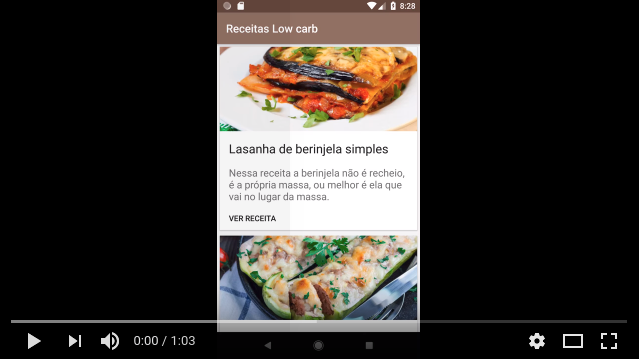 8:28
Receitas Low carb
Lasanha de berinjela simples
Nessa receita a berinjela não é recheio,
é a própria massa, ou melhor é ela que
vai no lugar da massa.
VER RECEITA
0:00 / 1:03